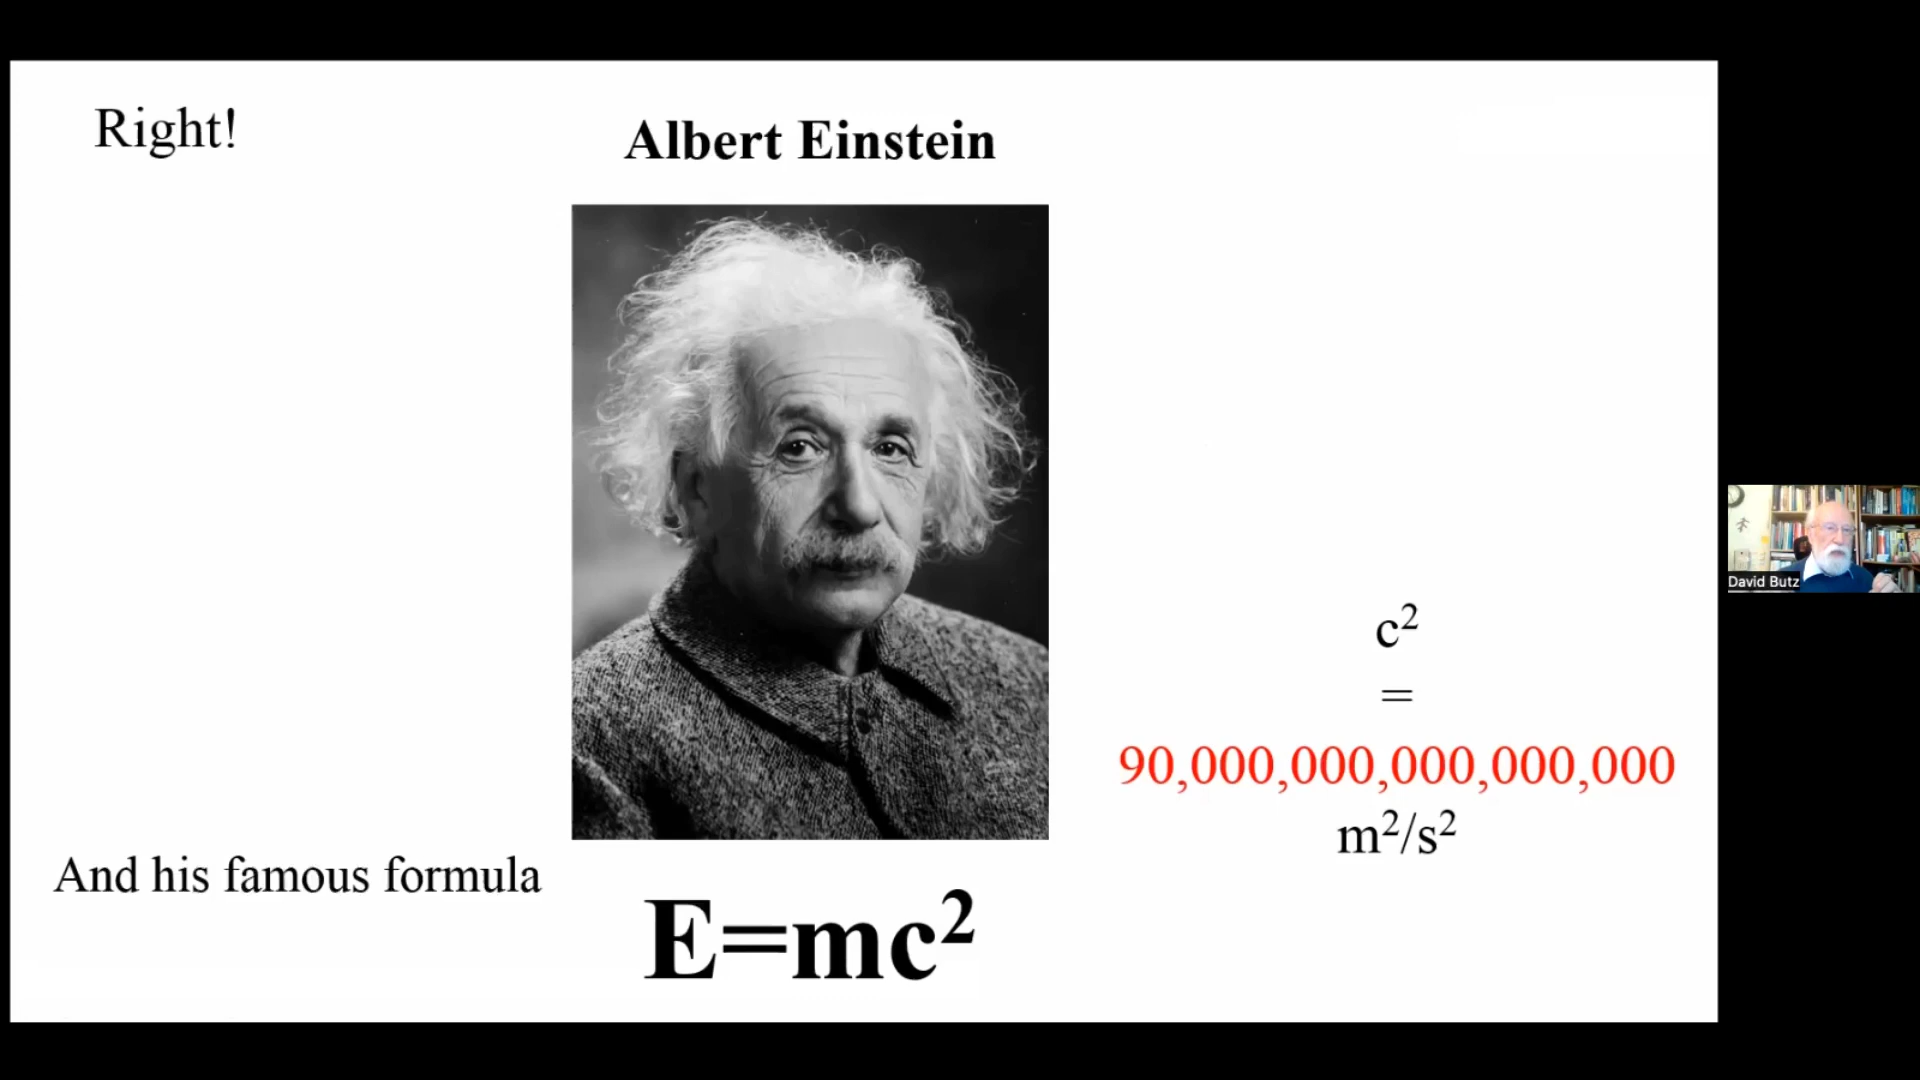 Right!
Albert Einstein
c²
=
90,000,000,000,000,000
m²/s²
And his famous formula
E=mc²
David Butz